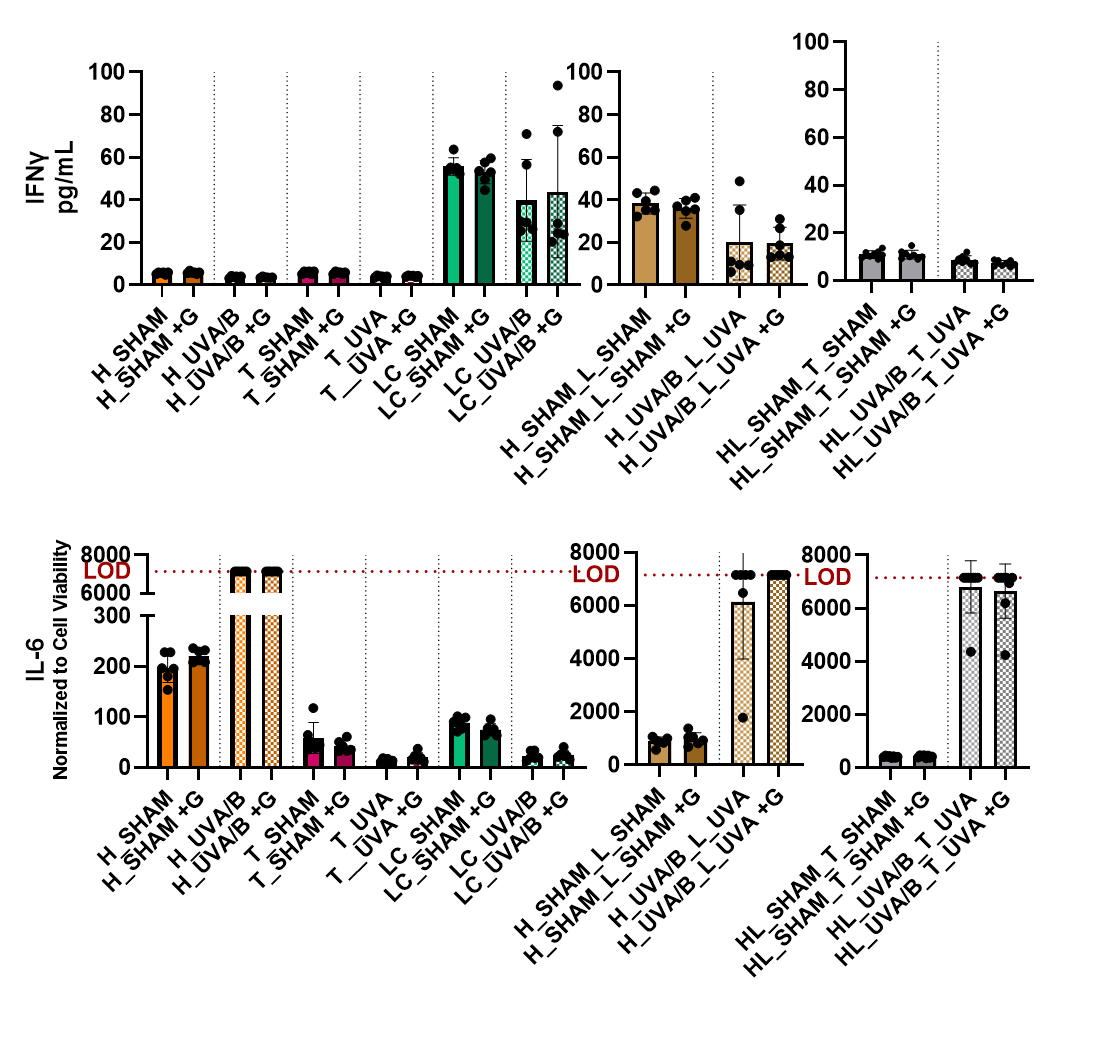 IFNγ
pg/mL
100
80
60
40
20
0
H_SHAM
H_SHAM +G
H_UVA/B
H_UVA/B +G
T_SHAM
T_SHAM +G
T_UVA
T__UVA +G
LC_SHAM
LC_SHAM +G
LC_UVA/B
LC_UVA/B +G
100
80
60
40
20
0
H_SHAM_L_SHAM
H_SHAM_L_SHAM +G
H_UVA/B_L_UVA
H_UVA/B_L_UVA +G
100
80
60
40
20
0
HL_SHAM_T_SHAM
HL_SHAM_T_SHAM +G
HL_UVA/B_T_UVA
HL_UVA/B_T_UVA +G
IL-6
Normalized to Cell Viability
8000
LOD
6000
300
200
100
0
H_SHAM
H_SHAM +G
H_UVA/B
H_UVA/B +G
T_SHAM
T_SHAM +G
T_UVA
T__UVA +G
LC_SHAM
LC_SHAM +G
LC_UVA/B
LC_UVA/B +G
8000
LOD
6000
4000
2000
0
H_SHAM_L_SHAM
H_SHAM_L_SHAM +G
H_UVA/B_L_UVA
H_UVA/B_L_UVA +G
8000
LOD
6000
4000
2000
0
HL_SHAM_T_SHAM
HL_SHAM_T_SHAM +G
HL_UVA/B_T_UVA
HL_UVA/B_T_UVA +G